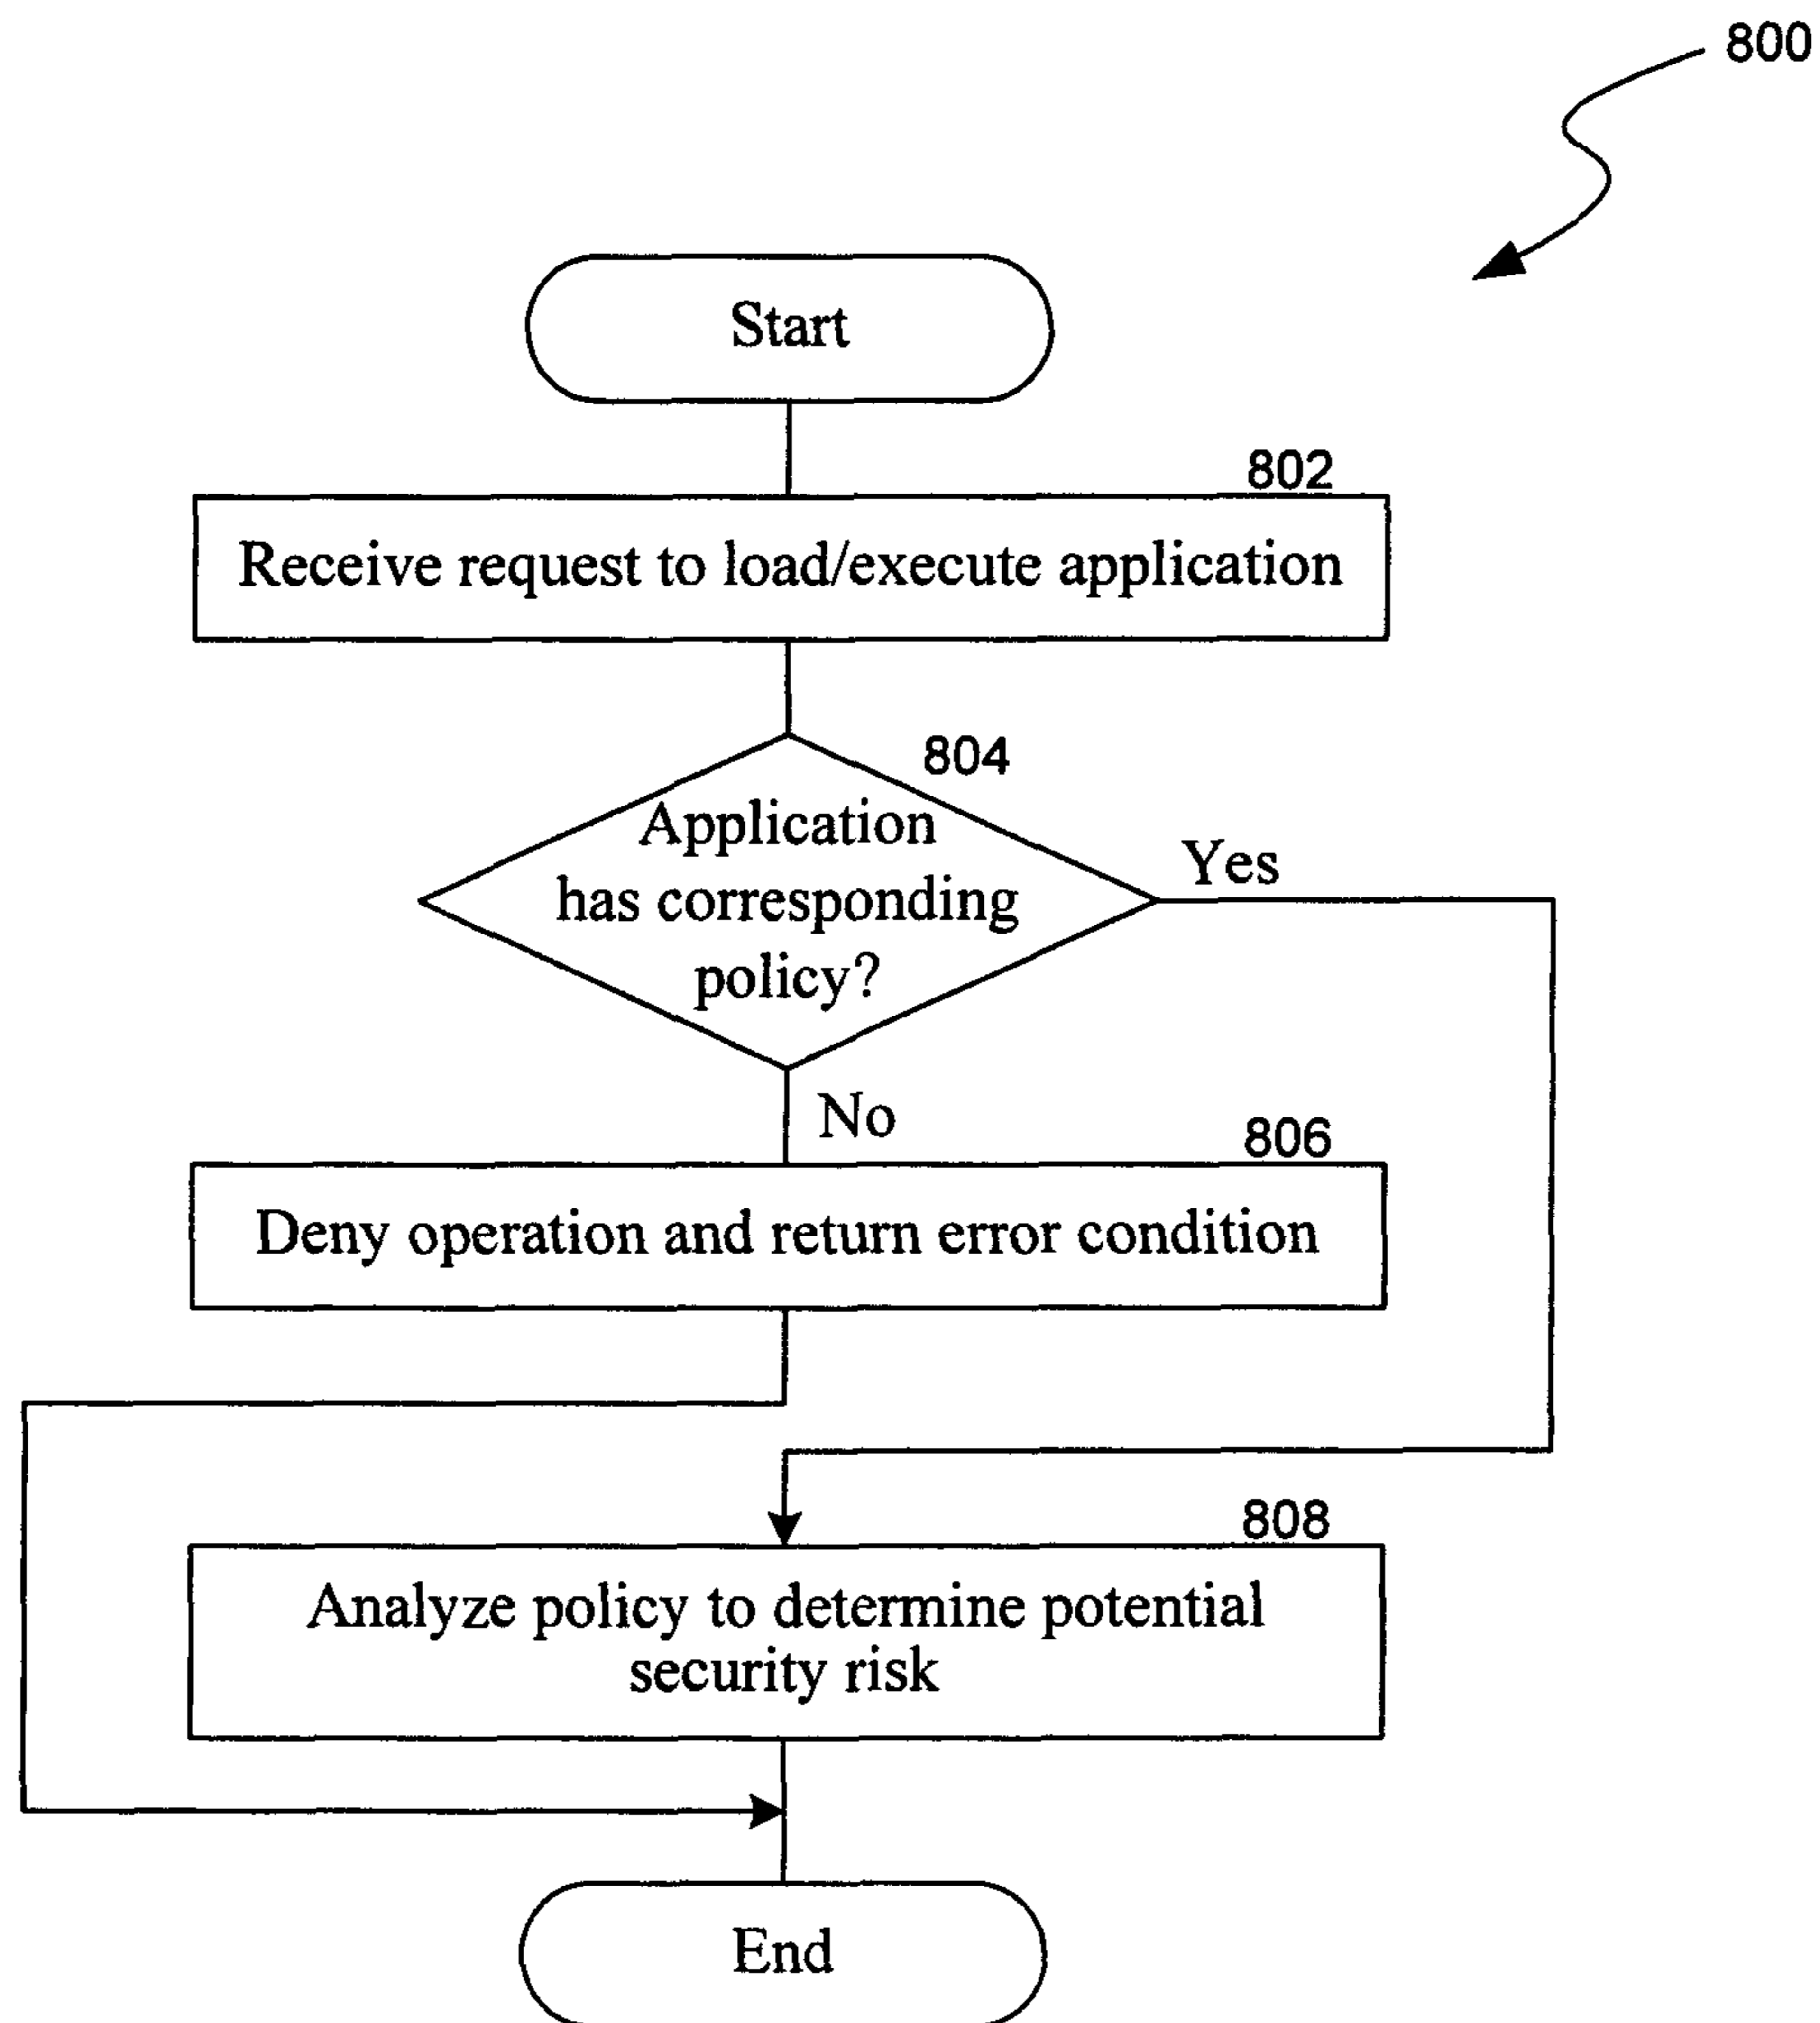 800
Start
802
Receive request to load/execute application
804
Application
has corresponding
policy?
Yes
No
806
Deny operation and return error condition
808
Analyze policy to determine potential
security risk
End